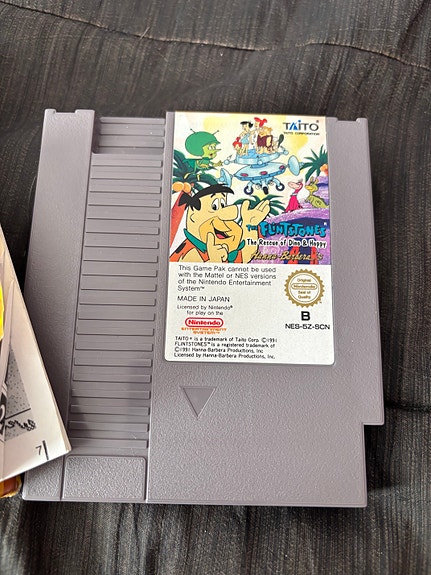 TAITO
TAITO CORPORATION
THE FLINTSTONES
The Rescue of Dino & Hoppy
Hanna-Barbera's
This Game Pak cannot be used
with the Mattel or NES versions
of the Nintendo Entertainment
System™
MADE IN JAPAN
Licensed by Nintendo®
for play on the
Nintendo
ENTERTAINMENT
SYSTEM™
Original
Nintendo
Seal of
Quality
B
NES-5Z-SCN
TAITO® is a trademark of Taito Corp. ©1991
FLINTSTONES™ is a registered trademark of
©1991 Hanna-Barbera Productions, Inc
Licensed by Hanna-Barbera Productions, Inc.
7